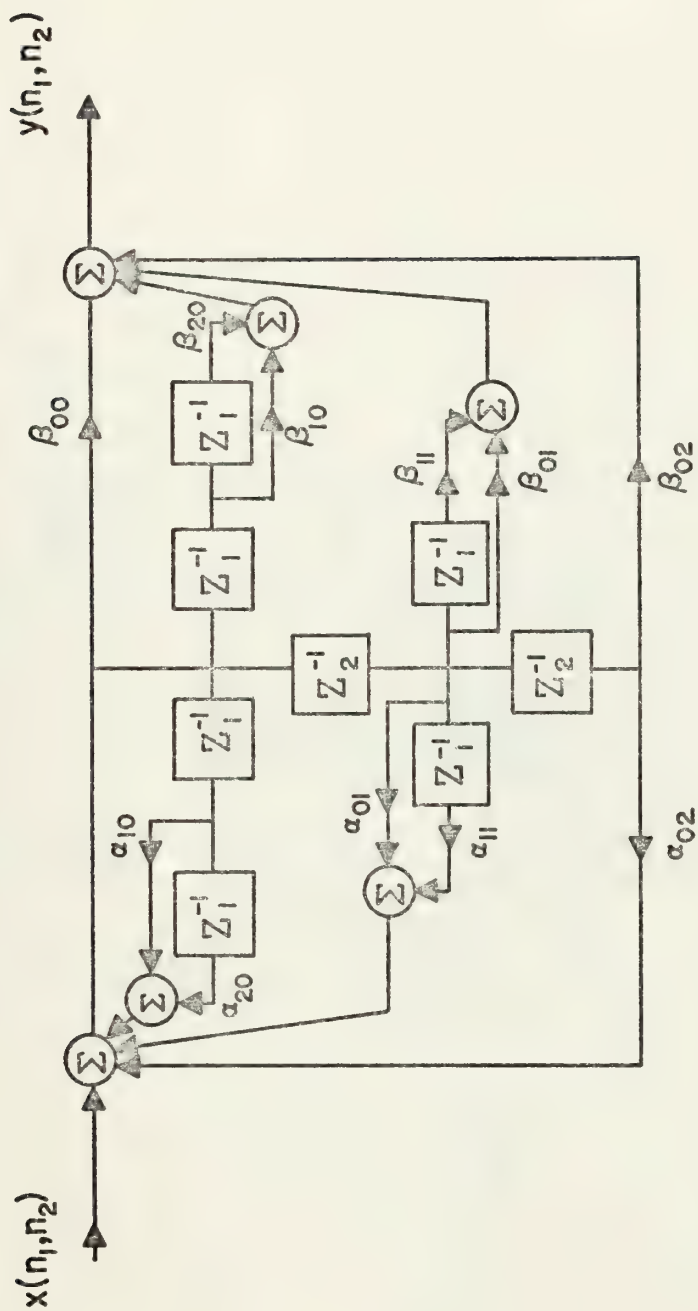 x(n₁,n₂)
y(n₁,n₂)
Σ
β₀₀
Σ
α₁₀
Σ
α₂₀
Z₁⁻¹
Z₁⁻¹
Z₁⁻¹
Z₁⁻¹
β₂₀
β₁₀
Σ
Z₂⁻¹
α₀₁
Σ
α₁₁
Z₁⁻¹
Z₁⁻¹
β₁₁
β₀₁
Σ
Z₂⁻¹
α₀₂
β₀₂